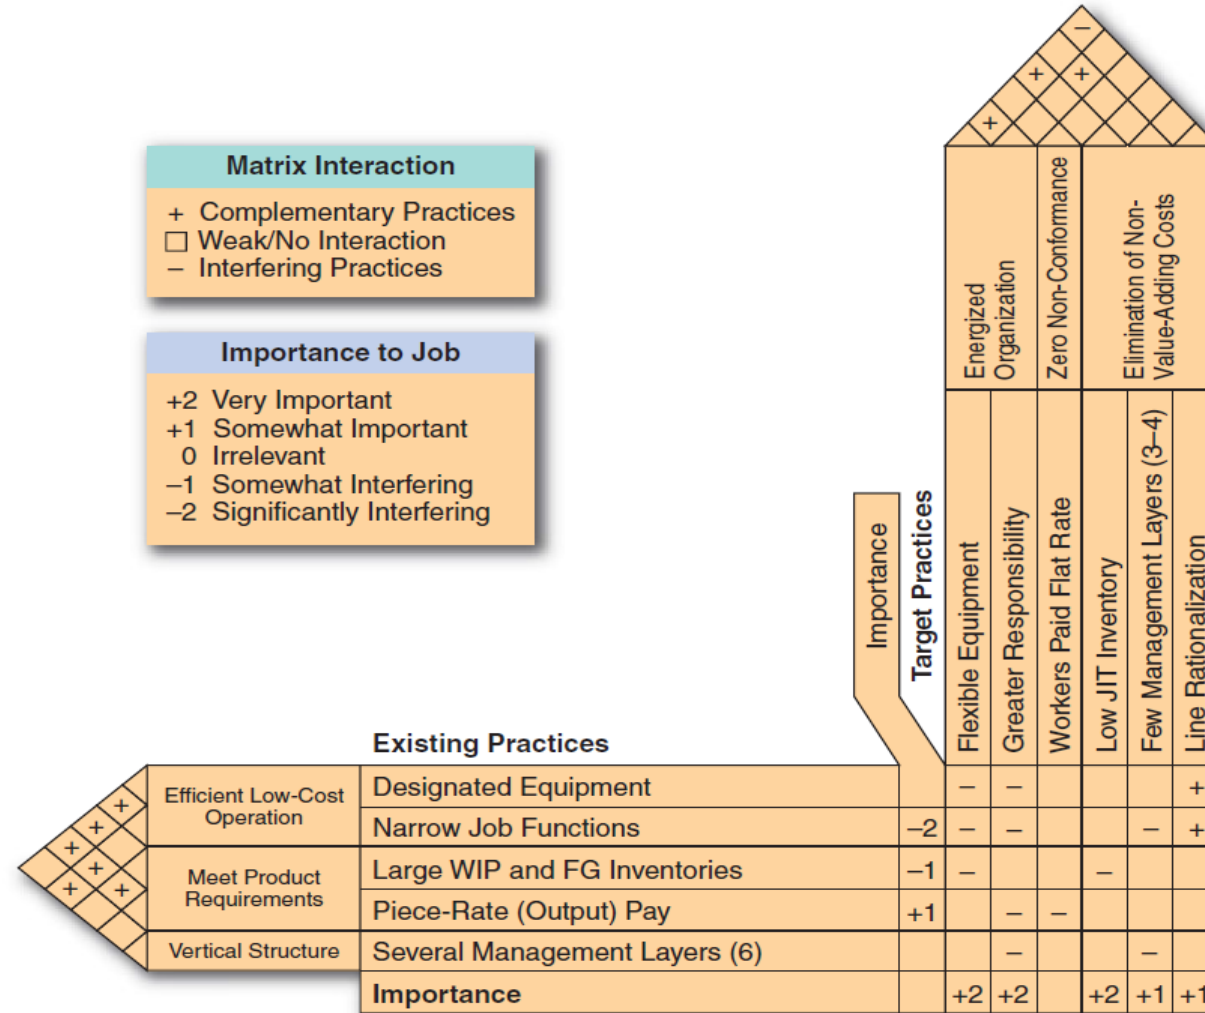 –
+ +
+
Matrix Interaction
+ Complementary Practices
□ Weak/No Interaction
– Interfering Practices
Importance to Job
+2 Very Important
+1 Somewhat Important
0 Irrelevant
–1 Somewhat Interfering
–2 Significantly Interfering
Energized
Organization
Zero Non-Conformance
Elimination of Non-
Value-Adding Costs
Importance
Target Practices
Flexible Equipment
Greater Responsibility
Workers Paid Flat Rate
Low JIT Inventory
Few Management Layers (3–4)
Line Rationalization
Existing Practices
+
+
+
+
+ +
Efficient Low-Cost
Operation
Meet Product
Requirements
Vertical Structure
Designated Equipment – – +
Narrow Job Functions –2 – – – +
Large WIP and FG Inventories –1 – –
Piece-Rate (Output) Pay +1 – –
Several Management Layers (6) – –
Importance +2 +2 +2 +1 +1